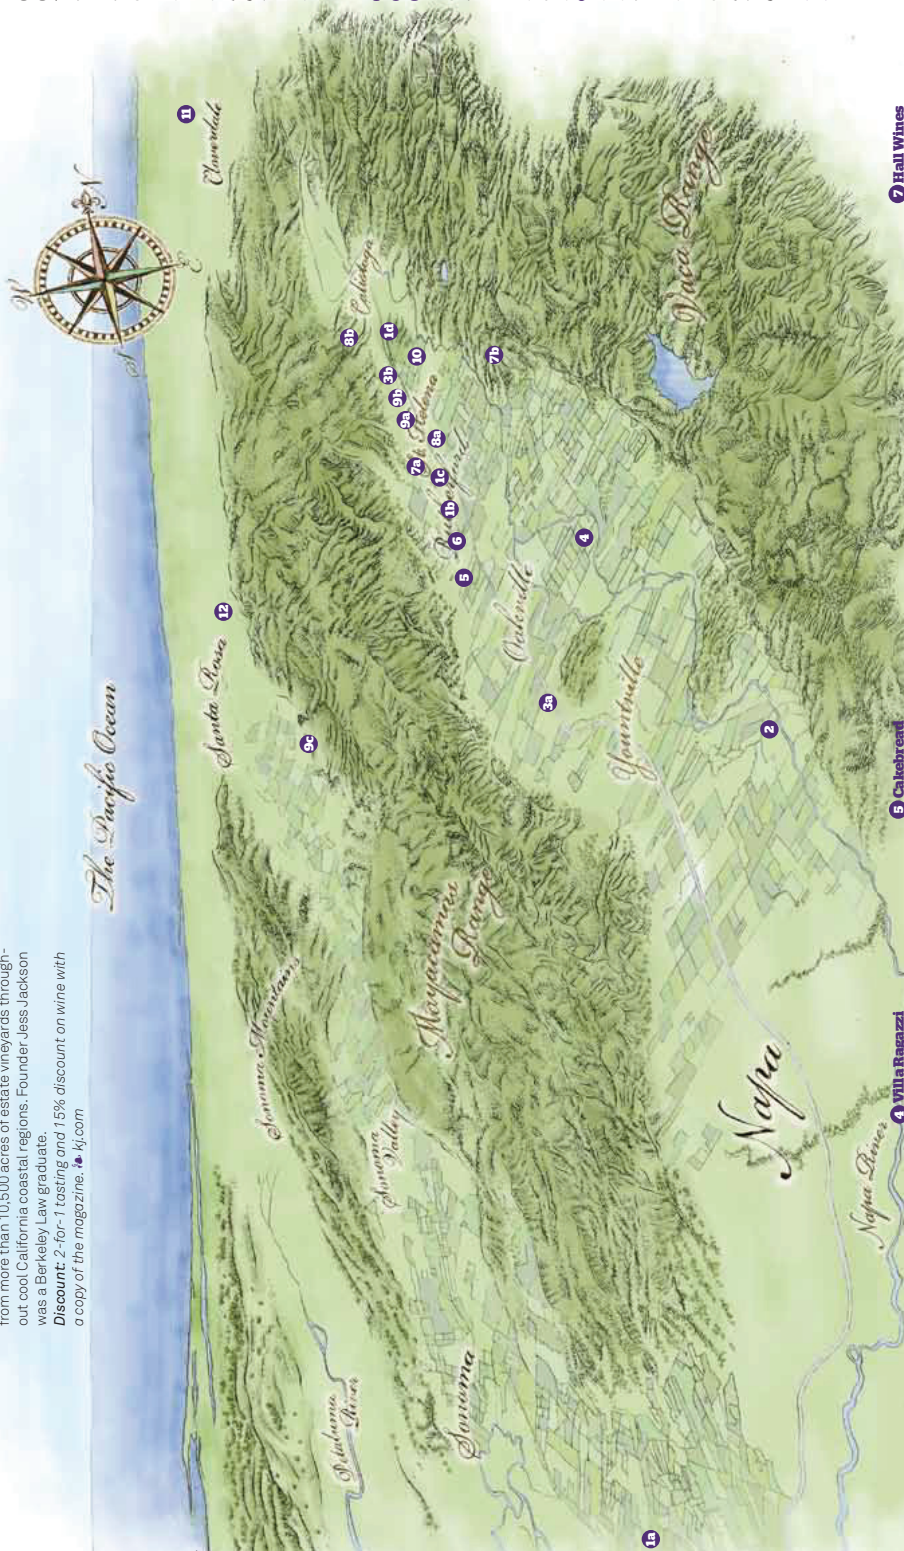 from more than 10,500 acres of estate vineyards through-
out cool California coastal regions. Founder Jess Jackson
was a Berkeley Law graduate.
Discount: 2-for-1 tasting and 15% discount on wine with
a copy of the magazine. kj.com
The Pacific Ocean
W
N
S
E
11
Cloverdale
12
Santa Rosa
9c
Sonoma Mountains
Petaluma
River
Sonoma
Valley
Sonoma
Mayacamas
Range
8b
Calistoga
1d
10
3b
9b
9a
7b
8a
7a
1c
1b
6
5
Oakville
4
3a
Yountville
2
Vaca Range
Napa
Napa River
1a
4 Villa Ragazzi
5 Cakebread
7 Hall Wines